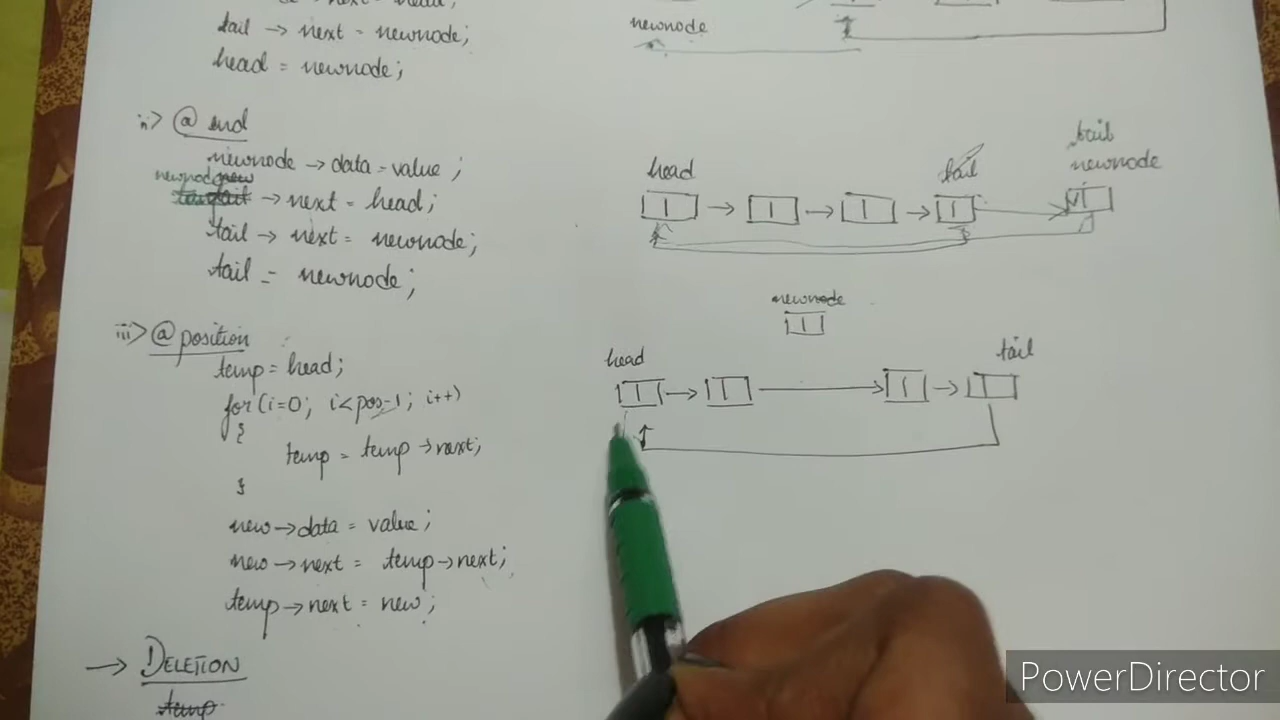 tail → next = newnode;
head = newnode;
newnode
ii> @ end
newnode → data = value ;
newnode
→ next = head;
tail → next = newnode;
tail = newnode ;
head
tail
tail
newnode
iii> @ position
temp = head;
for (i=0; i<pos-1; i++)
{
temp = temp → next;
}
new → data = value;
new → next = temp → next;
temp → next = new;
newnode
head
tail
→ DELETION
temp
PowerDirector